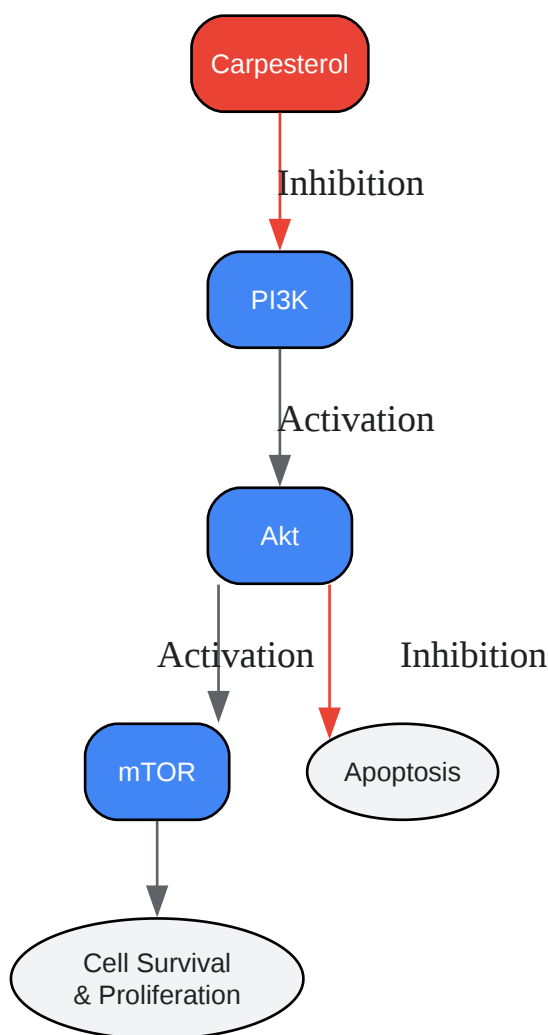 Carpesterol
Inhibition
PI3K
Activation
Akt
Activation
Inhibition
mTOR
Apoptosis
Cell Survival
& Proliferation